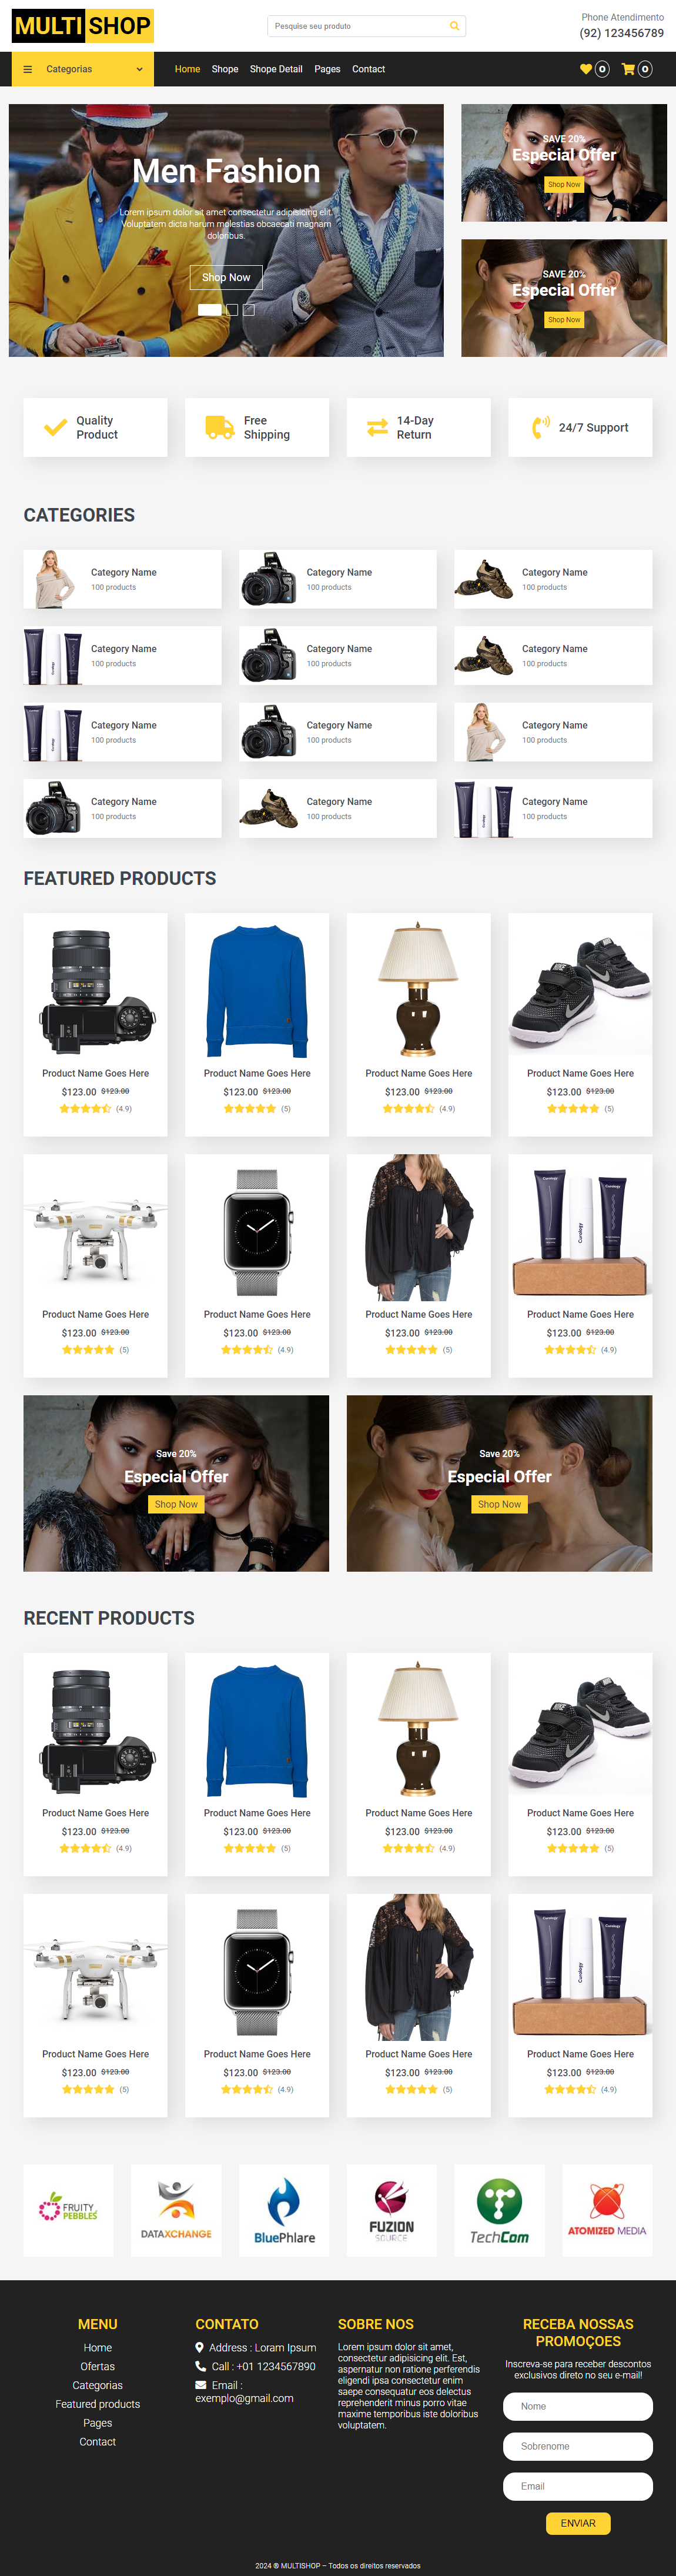 MULTI SHOP
Pesquise seu produto
Phone Atendimento
(92) 123456789
Categorias
Home Shope Shope Detail Pages Contact
0 0
Men Fashion
Lorem ipsum dolor sit amet consectetur adipisicing elit.
Voluptatem dicta harum molestias obcaecati magnam
doloribus.
Shop Now
SAVE 20%
Especial Offer
Shop Now
SAVE 20%
Especial Offer
Shop Now
Quality
Product
Free
Shipping
14-Day
Return
24/7 Support
CATEGORIES
Category Name
100 products
Category Name
100 products
Category Name
100 products
Category Name
100 products
Category Name
100 products
Category Name
100 products
Category Name
100 products
Category Name
100 products
Category Name
100 products
Category Name
100 products
Category Name
100 products
Category Name
100 products
FEATURED PRODUCTS
Product Name Goes Here
$123.00 $123.00
(4.9)
Product Name Goes Here
$123.00 $123.00
(5)
Product Name Goes Here
$123.00 $123.00
(4.9)
Product Name Goes Here
$123.00 $123.00
(5)
Product Name Goes Here
$123.00 $123.00
(5)
Product Name Goes Here
$123.00 $123.00
(4.9)
Product Name Goes Here
$123.00 $123.00
(5)
Curology
Product Name Goes Here
$123.00 $123.00
(4.9)
Save 20%
Especial Offer
Shop Now
Save 20%
Especial Offer
Shop Now
RECENT PRODUCTS
Product Name Goes Here
$123.00 $123.00
(4.9)
Product Name Goes Here
$123.00 $123.00
(5)
Product Name Goes Here
$123.00 $123.00
(4.9)
Product Name Goes Here
$123.00 $123.00
(5)
Product Name Goes Here
$123.00 $123.00
(5)
Product Name Goes Here
$123.00 $123.00
(4.9)
Product Name Goes Here
$123.00 $123.00
(5)
Curology
Product Name Goes Here
$123.00 $123.00
(4.9)
FRUITY
PEBBLES
DATAXCHANGE
BluePhlare
FUZION
SOURCE
TechCom
ATOMIZED MEDIA
MENU
Home
Ofertas
Categorias
Featured products
Pages
Contact
CONTATO
Address : Loram Ipsum
Call : +01 1234567890
Email :
exemplo@gmail.com
SOBRE NOS
Lorem ipsum dolor sit amet,
consectetur adipisicing elit. Est,
aspernatur non ratione perferendis
eligendi ipsa consectetur enim
saepe consequatur eos delectus
reprehenderit minus porro vitae
maxime temporibus iste doloribus
voluptatem.
RECEBA NOSSAS
PROMOÇOES
Inscreva-se para receber descontos
exclusivos direto no seu e-mail!
Nome
Sobrenome
Email
ENVIAR
2024 ® MULTISHOP – Todos os direitos reservados